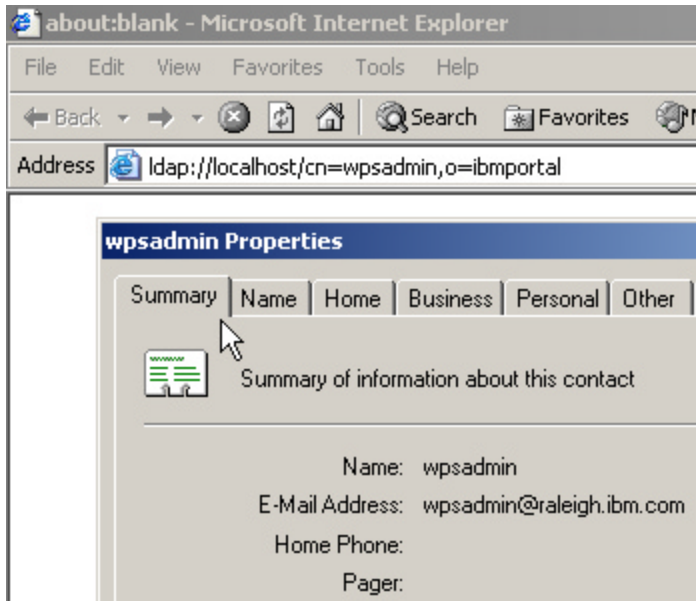 about:blank - Microsoft Internet Explorer
File Edit View Favorites Tools Help
Back Search Favorites
Address ldap://localhost/cn=wpsadmin,o=ibmportal
wpsadmin Properties
Summary Name Home Business Personal Other
Summary of information about this contact
Name: wpsadmin
E-Mail Address: wpsadmin@raleigh.ibm.com
Home Phone:
Pager: